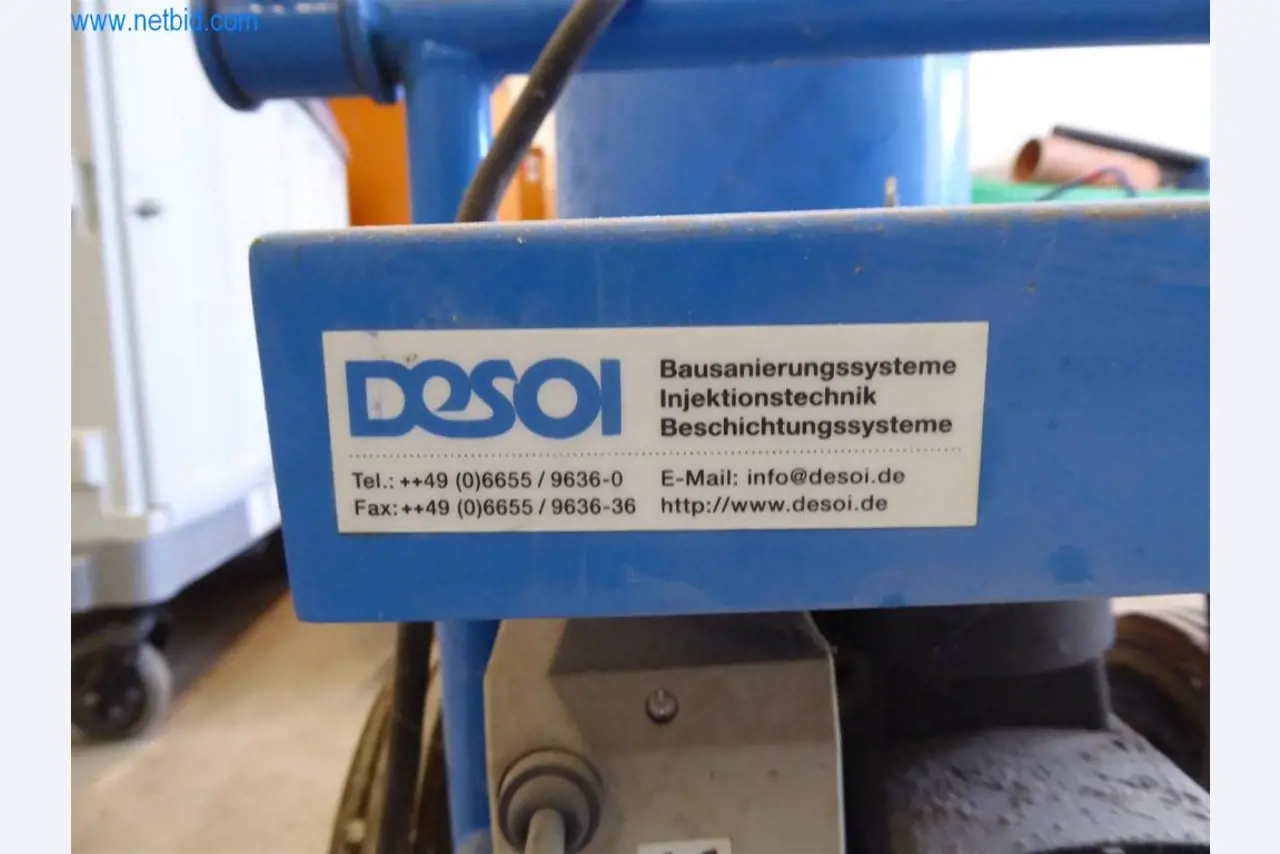 www.netbid.com
DESOI
Bausanierungssysteme
Injektionstechnik
Beschichtungssysteme
Tel.: ++49 (0)6655 / 9636-0
Fax: ++49 (0)6655 / 9636-36
E-Mail: info@desoi.de
http://www.desoi.de